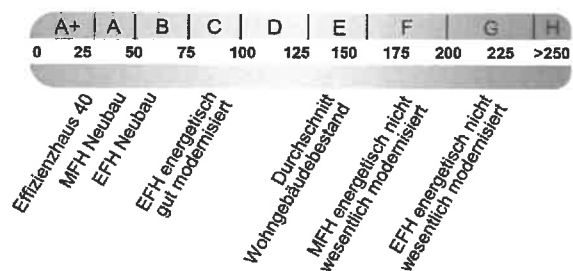 A+ A B C D E F G H
0 25 50 75 100 125 150 175 200 225 >250
Effizienzhaus 40
MFH Neubau
EFH Neubau
EFH energetisch
gut modernisiert
Durchschnitt
Wohngebäudebestand
MFH energetisch nicht
wesentlich modernisiert
EFH energetisch nicht
wesentlich modernisiert